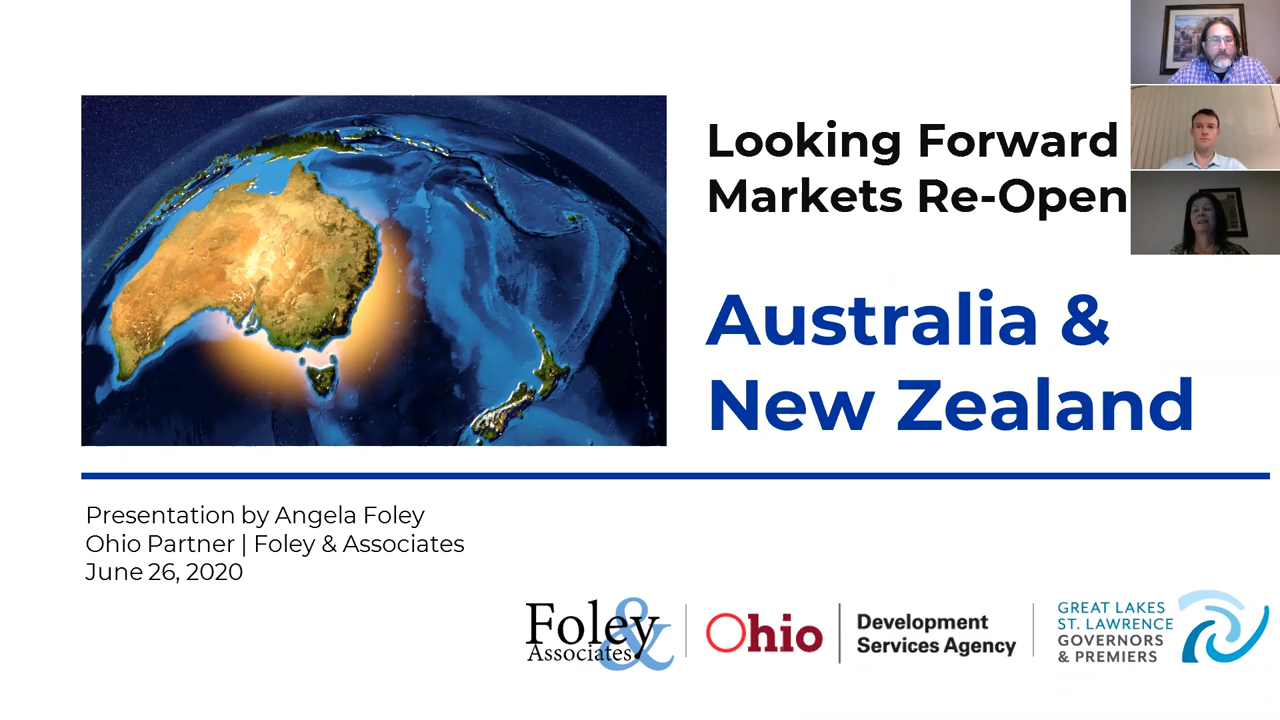 Looking Forward
Markets Re-Open
Australia &
New Zealand
Presentation by Angela Foley
Ohio Partner | Foley & Associates
June 26, 2020
Foley &
Associates
Ohio
Development
Services Agency
GREAT LAKES
ST. LAWRENCE
GOVERNORS
& PREMIERS